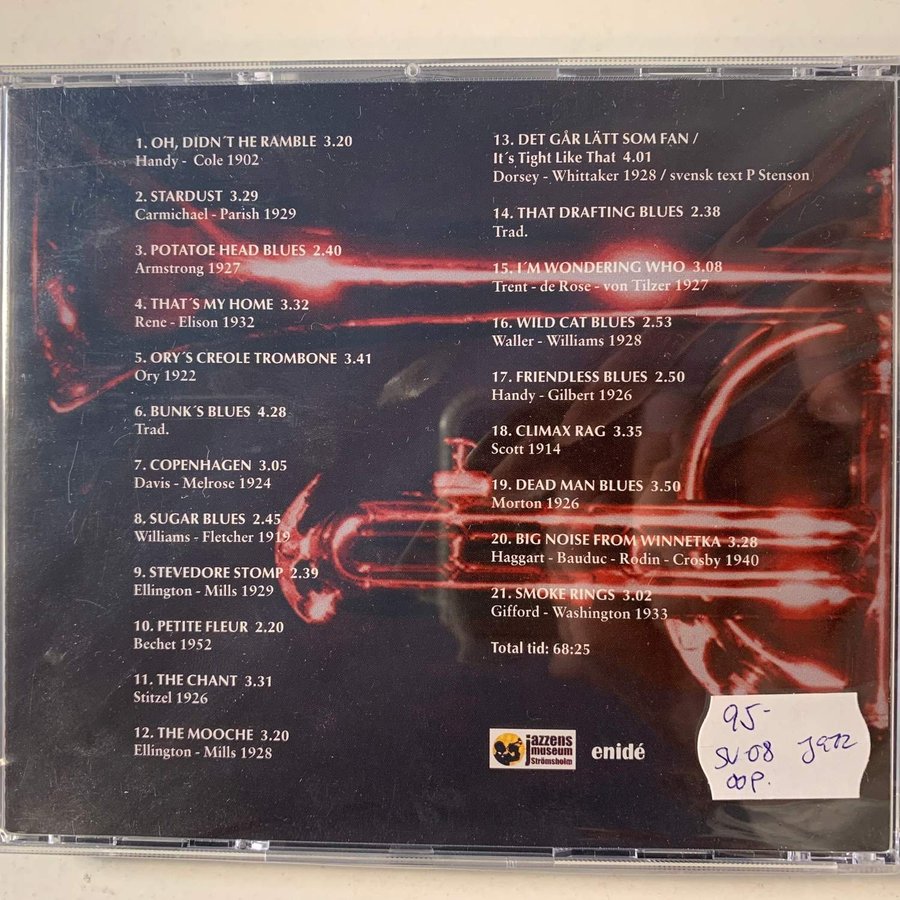 1. OH, DIDN´T HE RAMBLE 3.20
Handy - Cole 1902
2. STARDUST 3.29
Carmichael - Parish 1929
3. POTATOE HEAD BLUES 2.40
Armstrong 1927
4. THAT´S MY HOME 3.32
Rene - Elison 1932
5. ORY´S CREOLE TROMBONE 3.41
Ory 1922
6. BUNK´S BLUES 4.28
Trad.
7. COPENHAGEN 3.05
Davis - Melrose 1924
8. SUGAR BLUES 2.45
Williams - Fletcher 1919
9. STEVEDORE STOMP 2.39
Ellington - Mills 1929
10. PETITE FLEUR 2.20
Bechet 1952
11. THE CHANT 3.31
Stitzel 1926
12. THE MOOCHE 3.20
Ellington - Mills 1928
13. DET GÅR LÄTT SOM FAN /
It´s Tight Like That 4.01
Dorsey - Whittaker 1928 / svensk text P Stenson
14. THAT DRAFTING BLUES 2.38
Trad.
15. I´M WONDERING WHO 3.08
Trent - de Rose - von Tilzer 1927
16. WILD CAT BLUES 2.53
Waller - Williams 1928
17. FRIENDLESS BLUES 2.50
Handy - Gilbert 1926
18. CLIMAX RAG 3.35
Scott 1914
19. DEAD MAN BLUES 3.50
Morton 1926
20. BIG NOISE FROM WINNETKA 3.28
Haggart - Bauduc - Rodin - Crosby 1940
21. SMOKE RINGS 3.02
Gifford - Washington 1933
Total tid: 68:25
jazzens
museum
Strömsholm
enidé
95-
SV-08 J972
OOP.